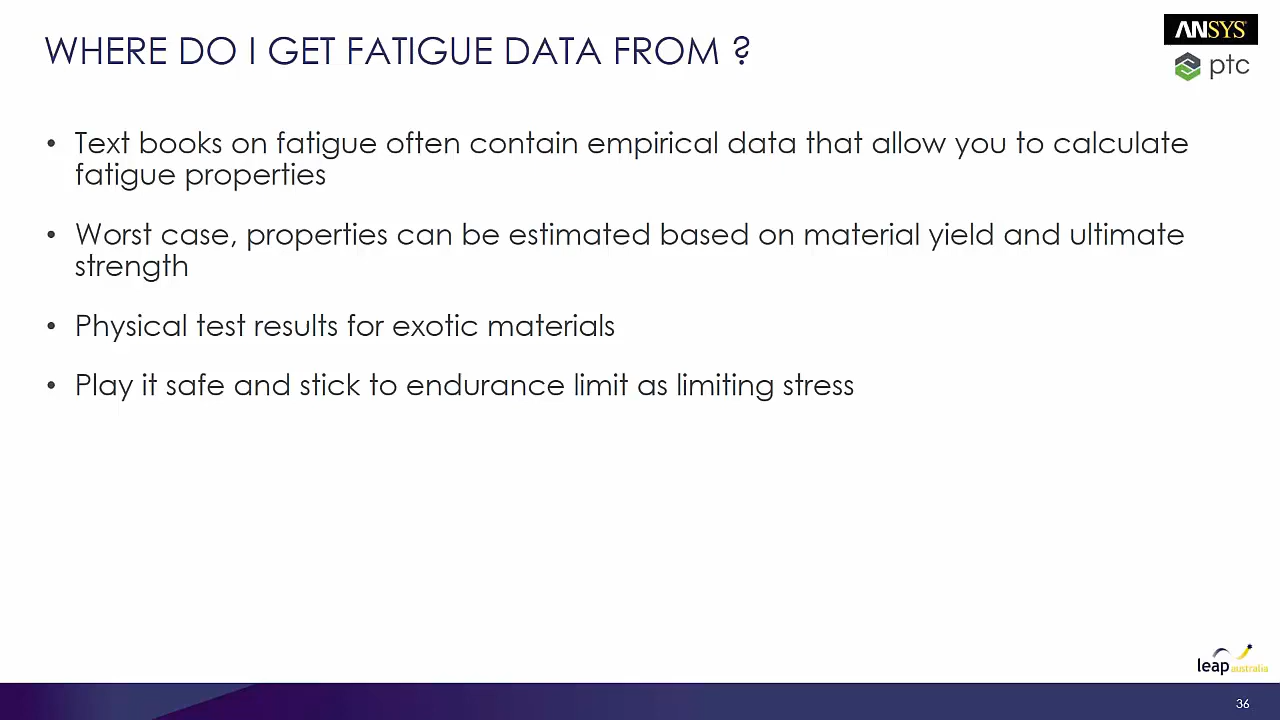 WHERE DO I GET FATIGUE DATA FROM ?
ANSYS
ptc
• Text books on fatigue often contain empirical data that allow you to calculate
fatigue properties
• Worst case, properties can be estimated based on material yield and ultimate
strength
• Physical test results for exotic materials
• Play it safe and stick to endurance limit as limiting stress
leap australia
36